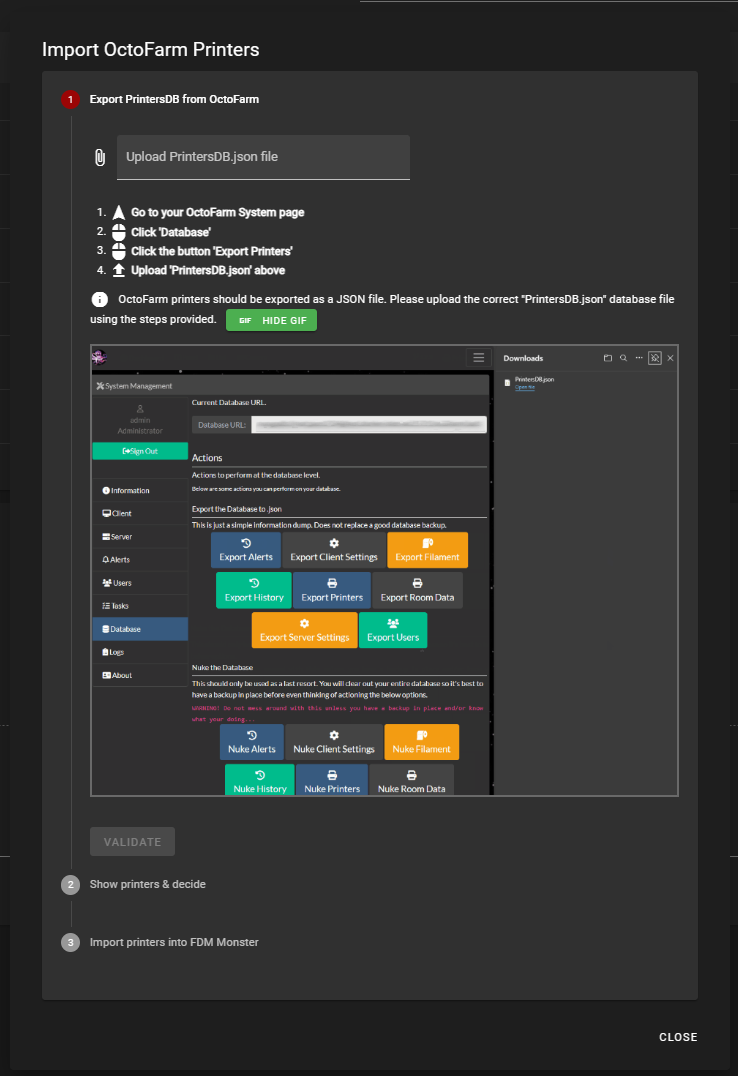 Import OctoFarm Printers
1 Export PrintersDB from OctoFarm
Upload PrintersDB.json file
1. Go to your OctoFarm System page
2. Click 'Database'
3. Click the button 'Export Printers'
4. Upload 'PrintersDB.json' above
OctoFarm printers should be exported as a JSON file. Please upload the correct "PrintersDB.json" database file
using the steps provided. GIF HIDE GIF
System Management
admin
Administrator
Sign Out
Information
Client
Server
Alerts
Users
Tasks
Database
Logs
About
Current Database URL.
Database URL:
Actions
Actions to perform at the database level.
Below are some actions you can perform on your database.
Export the Database to .json
This is just a simple information dump. Does not replace a good database backup.
Export Alerts Export Client Settings Export Filament
Export History Export Printers Export Room Data
Export Server Settings Export Users
Nuke the Database
This should only be used as a last resort. You will clear out your entire database so it's best to
have a backup in place before even thinking of actioning the below options.
WARNING! Do not mess around with this unless you have a backup in place and/or know
what your doing...
Nuke Alerts Nuke Client Settings Nuke Filament
Nuke History Nuke Printers Nuke Room Data
Downloads
PrintersDB.json
Open file
VALIDATE
2 Show printers & decide
3 Import printers into FDM Monster
CLOSE